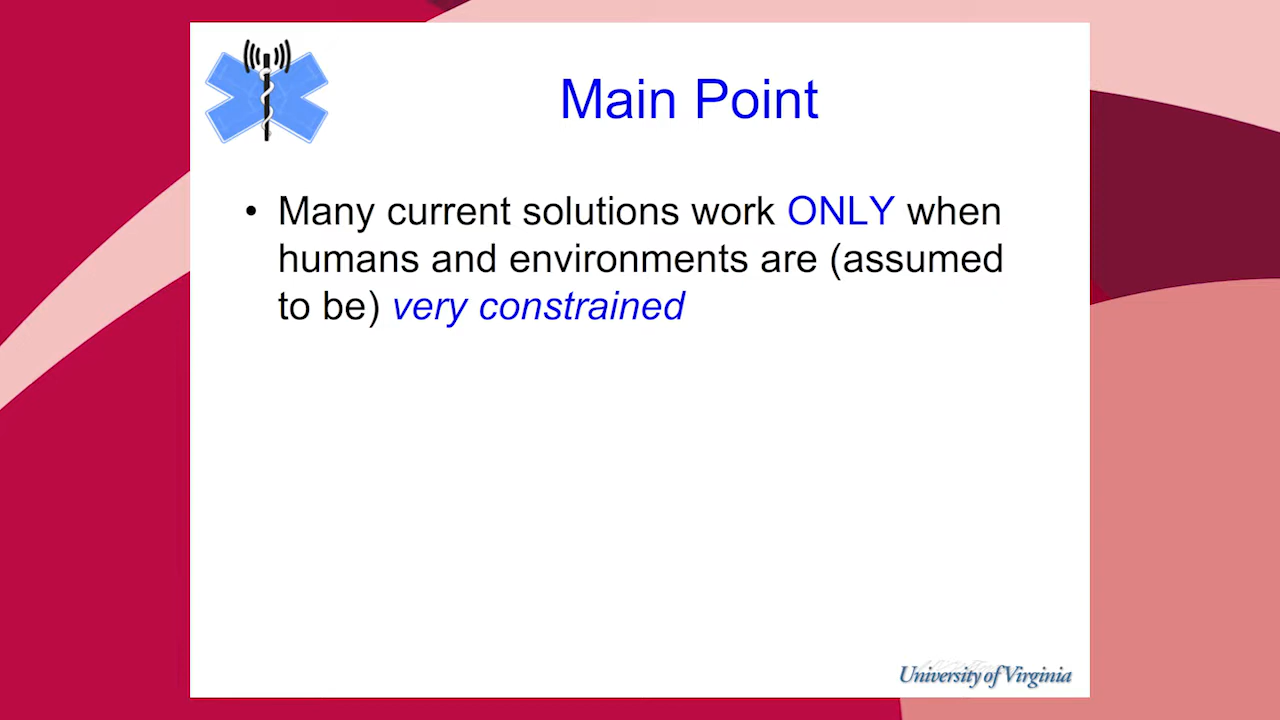 Main Point
• Many current solutions work ONLY when
humans and environments are (assumed
to be) very constrained
University of Virginia